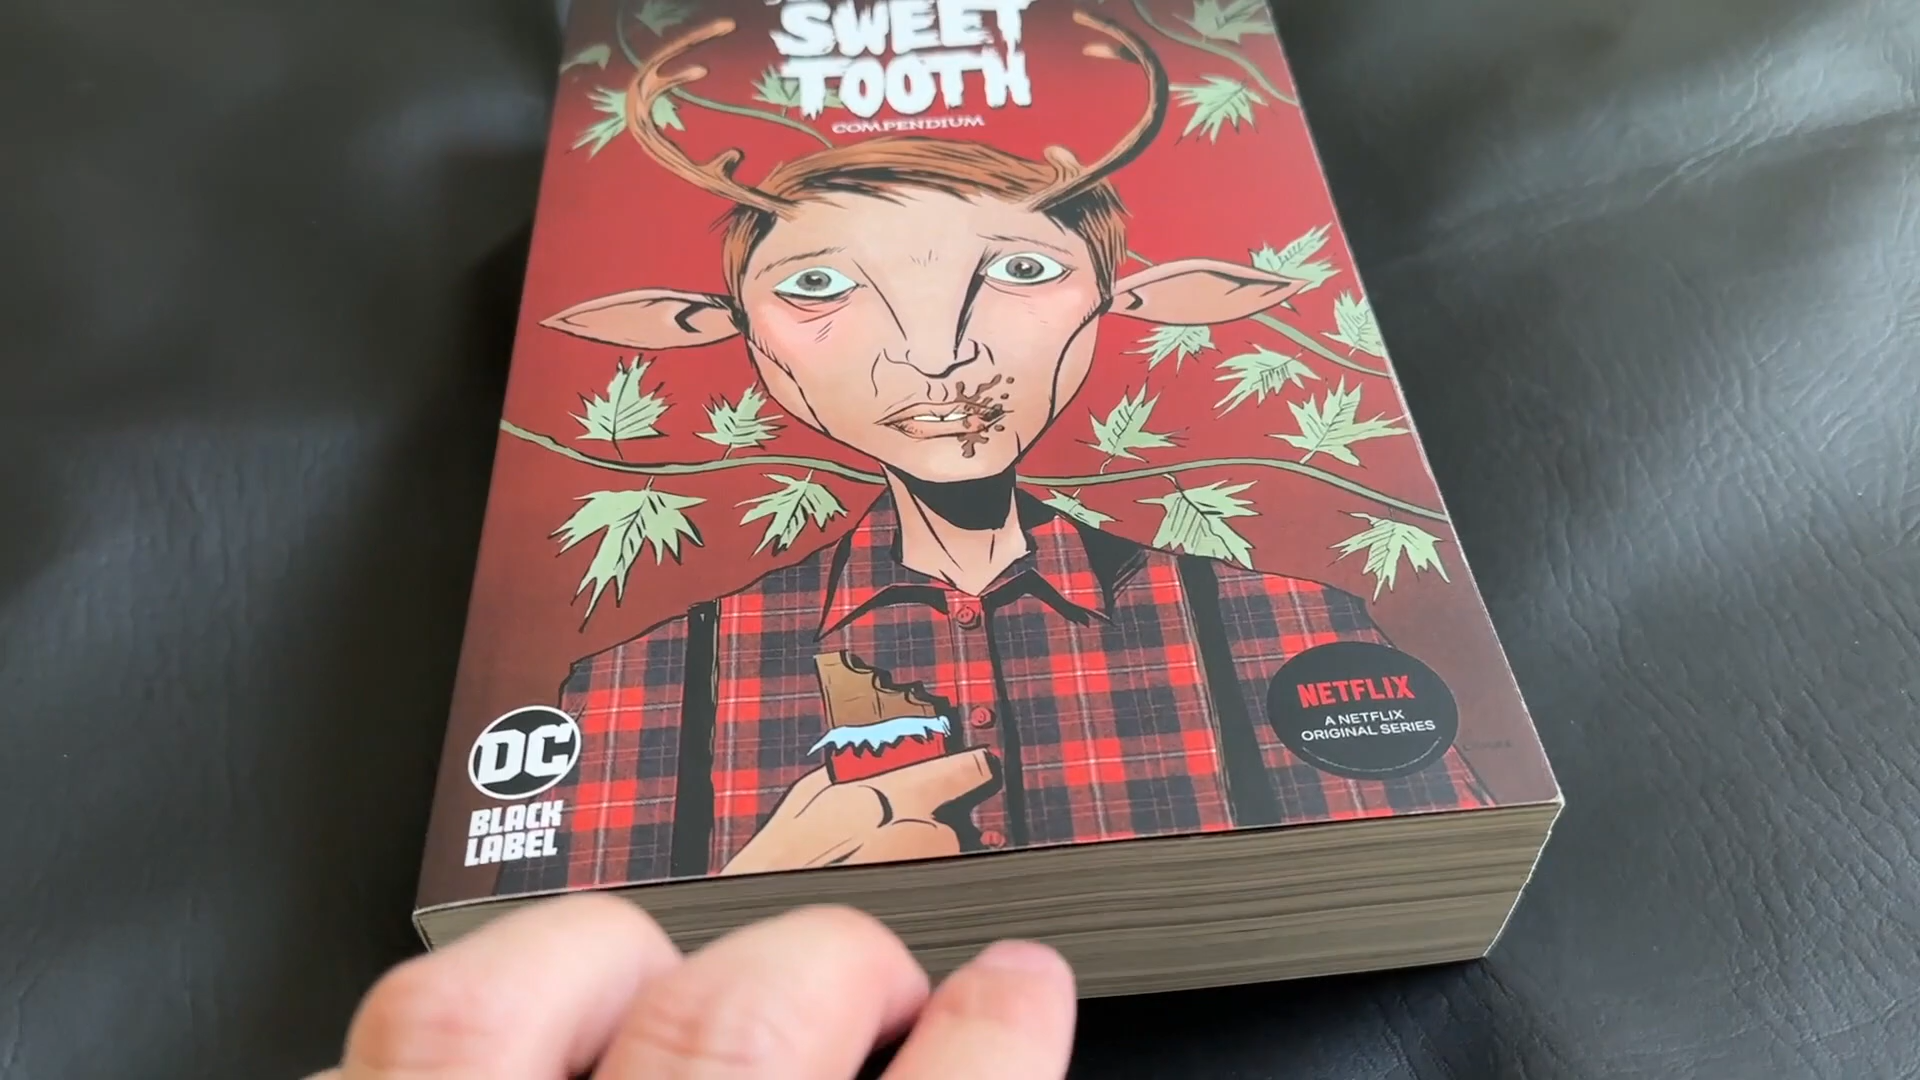 SWEET
TOOTH
COMPENDIUM
DC
BLACK
LABEL
NETFLIX
A NETFLIX
ORIGINAL SERIES